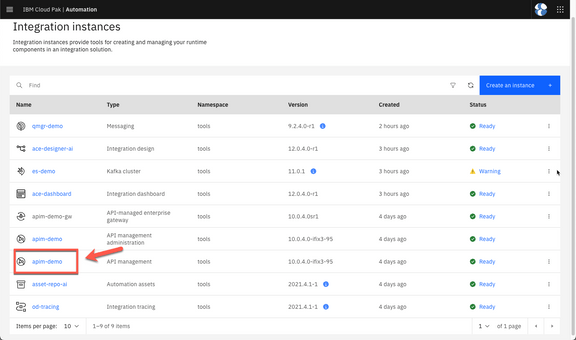 IBM Cloud Pak | Automation
Integration instances
Integration instances provide tools for creating and managing your runtime
components in an integration solution.
Find
Create an instance +
Name Type Namespace Version Created Status
qmgr-demo Messaging tools 9.2.4.0-r1 2 hours ago Ready
ace-designer-ai Integration design tools 12.0.4.0-r1 3 hours ago Ready
es-demo Kafka cluster tools 11.0.1 3 hours ago Warning
ace-dashboard Integration dashboard tools 12.0.4.0-r1 3 hours ago Ready
apim-demo-gw API-managed enterprise gateway tools 10.0.4.0sr1 4 days ago Ready
apim-demo API management administration tools 10.0.4.0-ifix3-95 4 days ago Ready
apim-demo API management tools 10.0.4.0-ifix3-95 4 days ago Ready
asset-repo-ai Automation assets tools 2021.4.1-1 4 days ago Ready
od-tracing Integration tracing tools 2021.4.1-1 4 days ago Ready
Items per page: 10 1–9 of 9 items 1 of 1 page